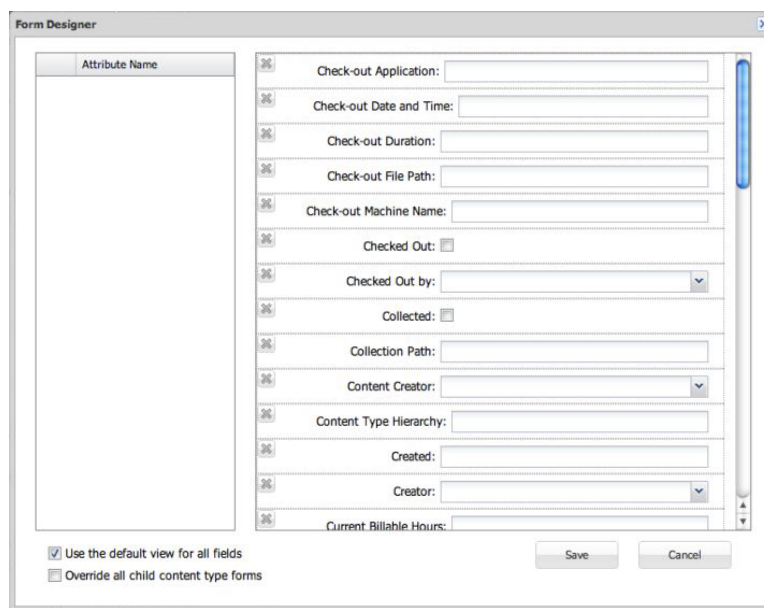 Form Designer
Attribute Name
Check-out Application:
Check-out Date and Time:
Check-out Duration:
Check-out File Path:
Check-out Machine Name:
Checked Out:
Checked Out by:
Collected:
Collection Path:
Content Creator:
Content Type Hierarchy:
Created:
Creator:
Current Billable Hours:
Use the default view for all fields
Override all child content type forms
Save
Cancel